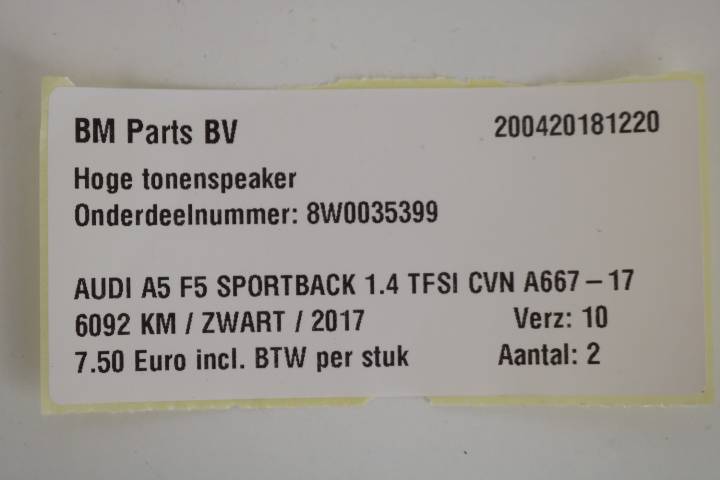 BM Parts BV 200420181220
Hoge tonenspeaker
Onderdeelnummer: 8W0035399
AUDI A5 F5 SPORTBACK 1.4 TFSI CVN A667 – 17
6092 KM / ZWART / 2017 Verz: 10
7.50 Euro incl. BTW per stuk Aantal: 2